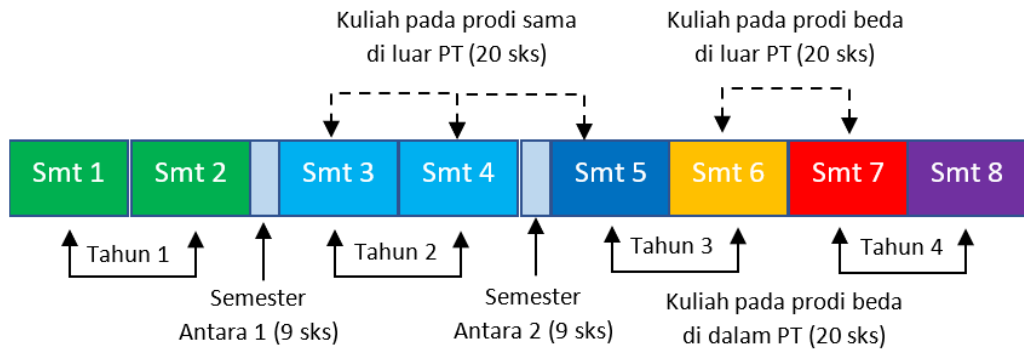 Kuliah pada prodi sama
di luar PT (20 sks)
Kuliah pada prodi beda
di luar PT (20 sks)
Smt 1
Smt 2
Smt 3
Smt 4
Smt 5
Smt 6
Smt 7
Smt 8
Tahun 1
Tahun 2
Tahun 3
Tahun 4
Semester
Antara 1 (9 sks)
Semester
Antara 2 (9 sks)
Kuliah pada prodi beda
di dalam PT (20 sks)